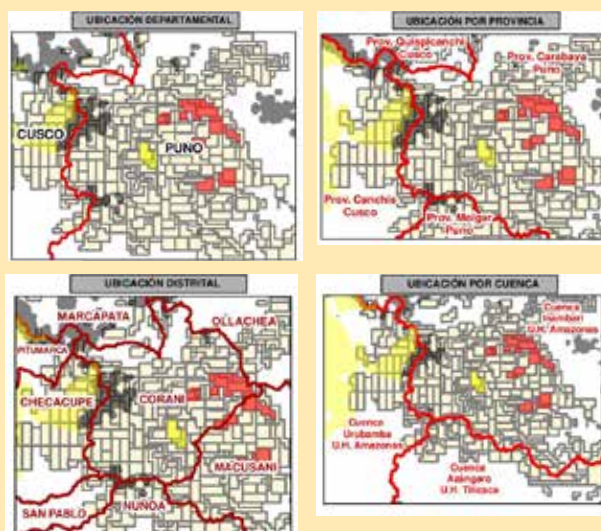 UBICACIÓN DEPARTAMENTAL
CUSCO
PUNO
UBICACIÓN POR PROVINCIA
Prov. Quispicanchi
Cusco
Prov. Carabaya
Puno
Prov. Canchis
Cusco
Prov. Melgar
Puno
UBICACIÓN DISTRITAL
MARCAPATA
OLLACHEA
PITUMARCA
CHECACUPE
CORANI
MACUSANI
NUÑOA
SAN PABLO
UBICACIÓN POR CUENCA
Cuenca
Inambari
U.H. Amazonas
Cuenca
Urubamba
U.H. Amazonas
Cuenca
Azángaro
U.H. Titicaca